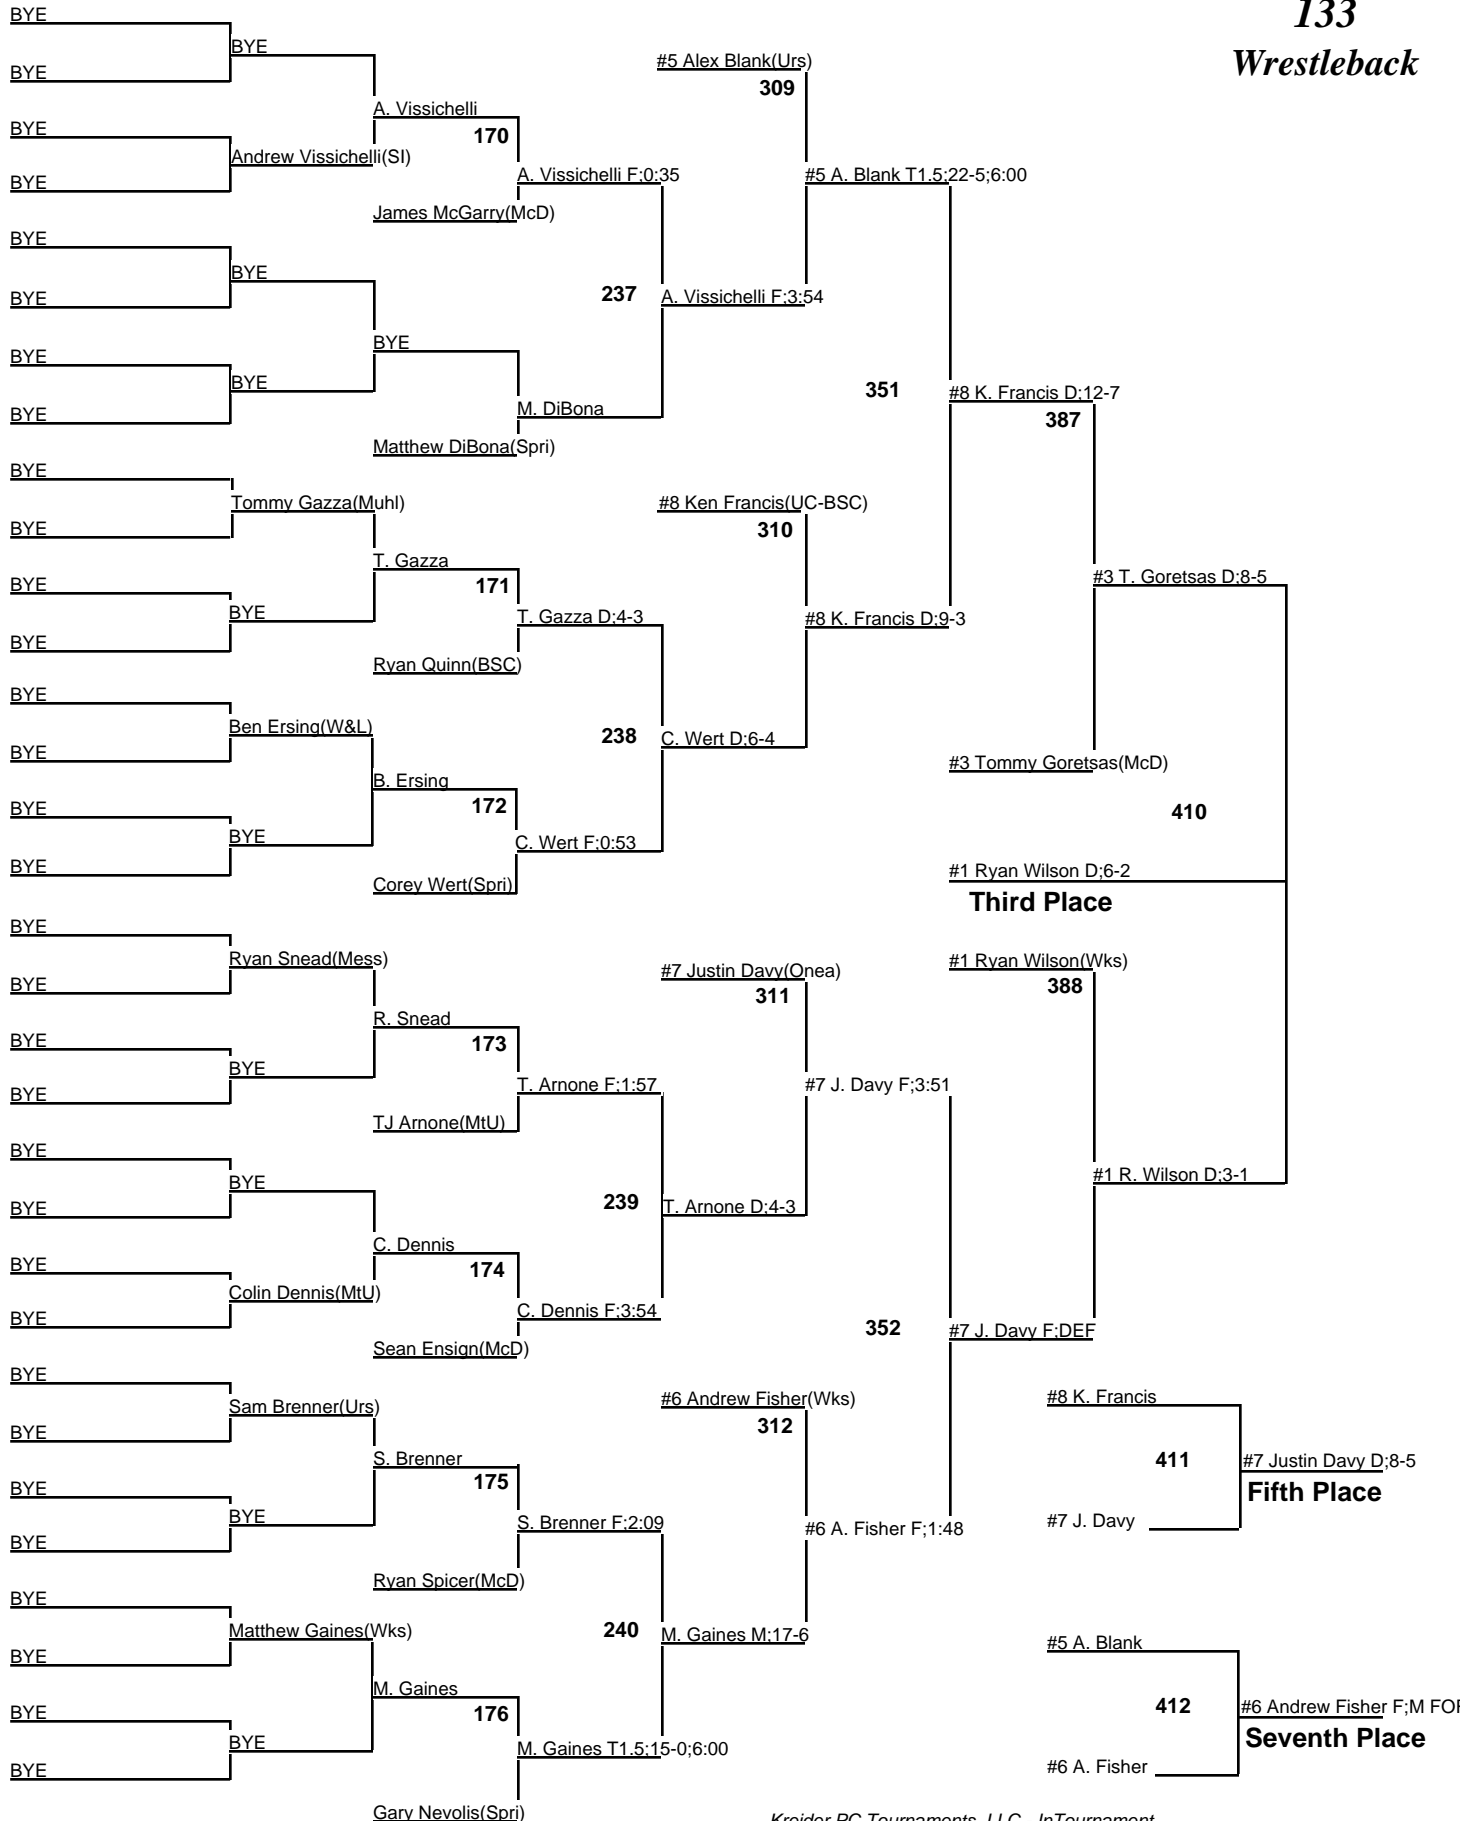 133
Wrestleback
BYE
BYE
BYE
#5 Alex Blank(Urs)
309
BYE
A. Vissichelli
170
BYE
Andrew Vissichelli(SI)
A. Vissichelli F;0:35
#5 A. Blank T1.5;22-5;6:00
BYE
James McGarry(McD)
BYE
BYE
237
A. Vissichelli F;3:54
BYE
BYE
BYE
BYE
351
#8 K. Francis D;12-7
387
BYE
M. DiBona
Matthew DiBona(Spri)
BYE
Tommy Gazza(Muhl)
#8 Ken Francis(UC-BSC)
310
BYE
T. Gazza
171
#3 T. Goretsas D;8-5
BYE
BYE
T. Gazza D;4-3
#8 K. Francis D;9-3
BYE
Ryan Quinn(BSC)
BYE
Ben Ersing(W&L)
238
C. Wert D;6-4
BYE
#3 Tommy Goretsas(McD)
B. Ersing
172
BYE
410
BYE
C. Wert F;0:53
BYE
Corey Wert(Spri)
#1 Ryan Wilson D;6-2
Third Place
BYE
Ryan Snead(Mess)
#7 Justin Davy(Onea)
311
#1 Ryan Wilson(Wks)
388
BYE
R. Snead
173
BYE
BYE
T. Arnone F;1:57
#7 J. Davy F;3:51
BYE
TJ Arnone(MtU)
BYE
BYE
#1 R. Wilson D;3-1
239
T. Arnone D;4-3
BYE
C. Dennis
174
BYE
Colin Dennis(MtU)
C. Dennis F;3:54
BYE
352
#7 J. Davy F;DEF
Sean Ensign(McD)
BYE
Sam Brenner(Urs)
#6 Andrew Fisher(Wks)
312
#8 K. Francis
BYE
S. Brenner
175
411
#7 Justin Davy D;8-5
Fifth Place
BYE
BYE
S. Brenner F;2:09
#6 A. Fisher F;1:48
#7 J. Davy
BYE
Ryan Spicer(McD)
BYE
Matthew Gaines(Wks)
240
M. Gaines M;17-6
#5 A. Blank
BYE
M. Gaines
176
BYE
412
#6 Andrew Fisher F;M FOR
Seventh Place
BYE
M. Gaines T1.5;15-0;6:00
BYE
#6 A. Fisher
Gary Nevolis(Spri)
Kreider PC Tournaments, LLC - InTournament